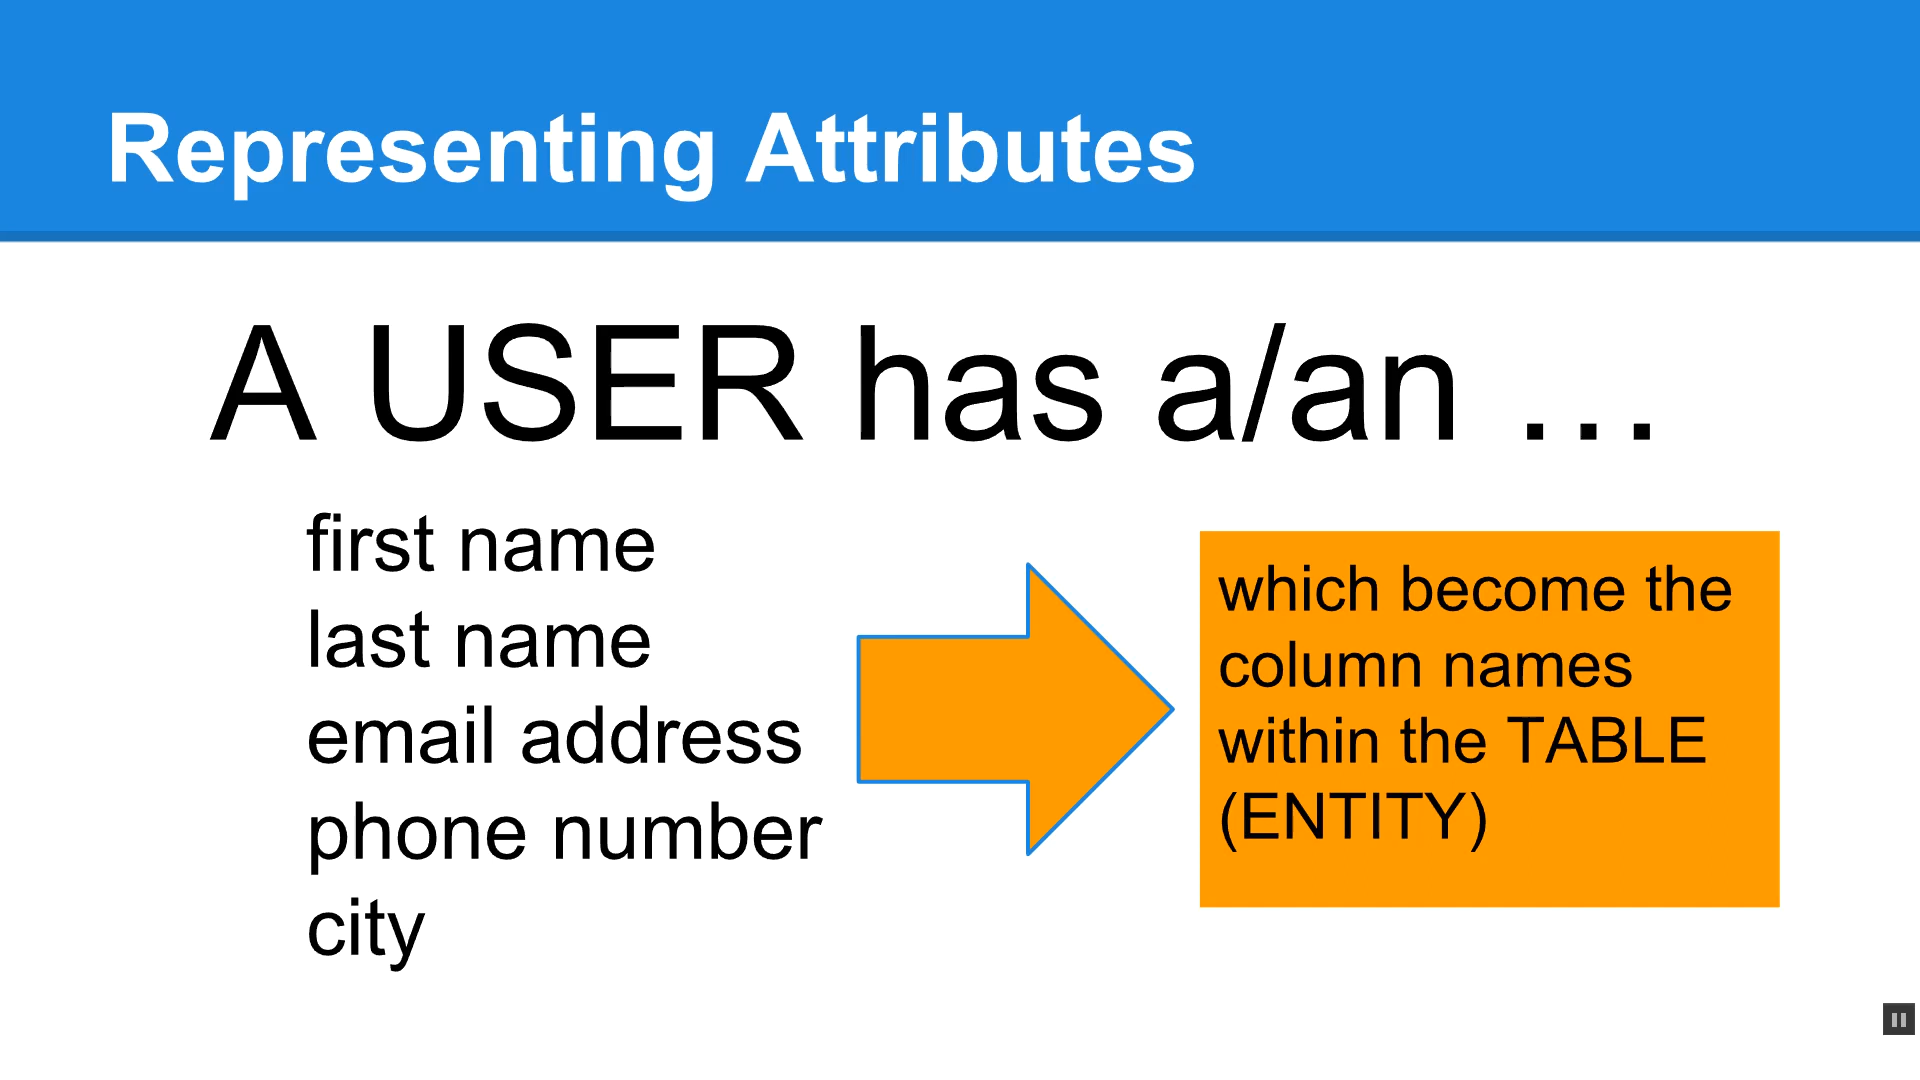 Representing Attributes
A USER has a/an …
first name
last name
email address
phone number
city
which become the
column names
within the TABLE
(ENTITY)